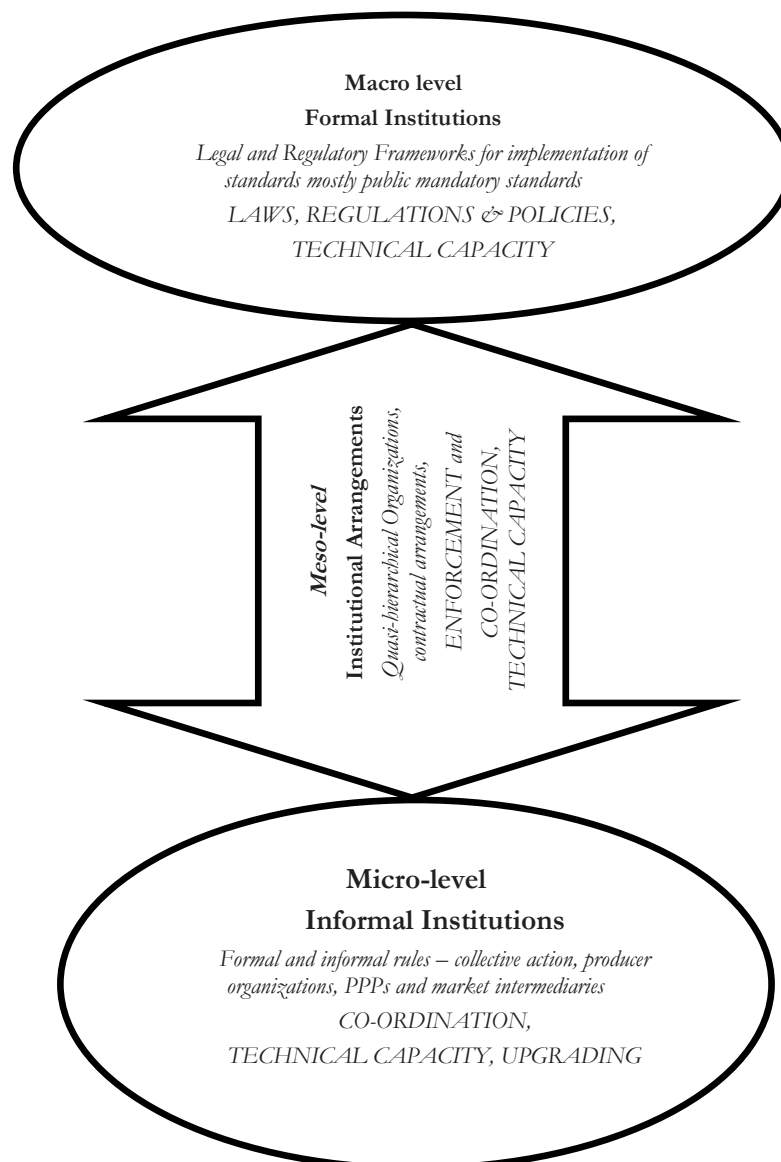 Macro level
Formal Institutions
Legal and Regulatory Frameworks for implementation of
standards mostly public mandatory standards
LAWS, REGULATIONS & POLICIES,
TECHNICAL CAPACITY
Meso-level
Institutional Arrangements
Quasi-hierarchical Organizations,
contractual arrangements,
ENFORCEMENT and
CO-ORDINATION,
TECHNICAL CAPACITY
Micro-level
Informal Institutions
Formal and informal rules – collective action, producer
organizations, PPPs and market intermediaries
CO-ORDINATION,
TECHNICAL CAPACITY, UPGRADING